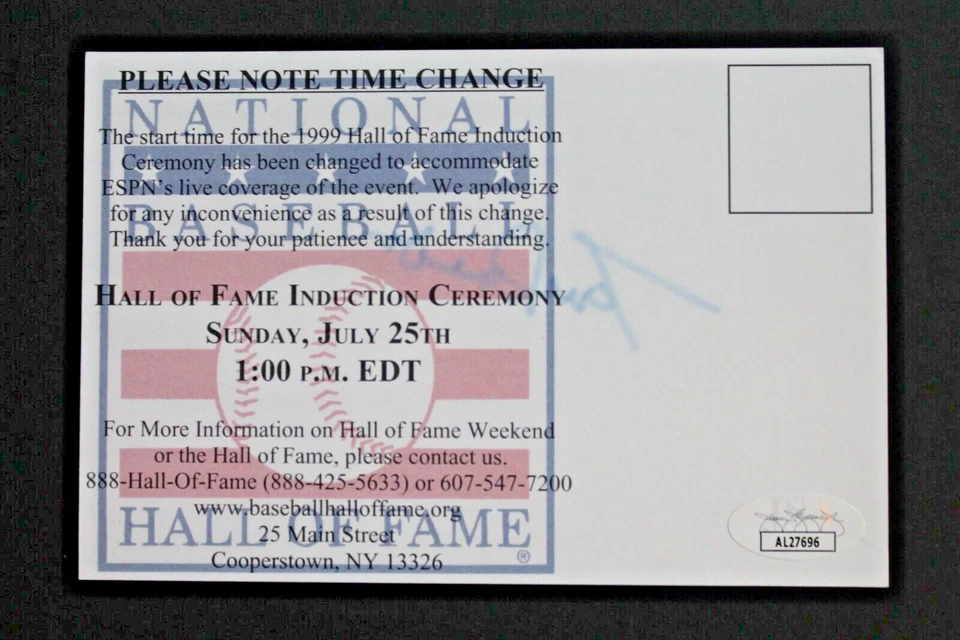 PLEASE NOTE TIME CHANGE
NATIONAL
The start time for the 1999 Hall of Fame Induction
Ceremony has been changed to accommodate
ESPN's live coverage of the event. We apologize
BASEBALL
for any inconvenience as a result of this change.
Thank you for your patience and understanding.
HALL OF FAME INDUCTION CEREMONY
SUNDAY, JULY 25TH
1:00 P.M. EDT
For More Information on Hall of Fame Weekend
or the Hall of Fame, please contact us.
888-Hall-Of-Fame (888-425-5633) or 607-547-7200
www.baseballhalloffame.org
HALL OF FAME
®
25 Main Street
Cooperstown, NY 13326
JSA
AL27696